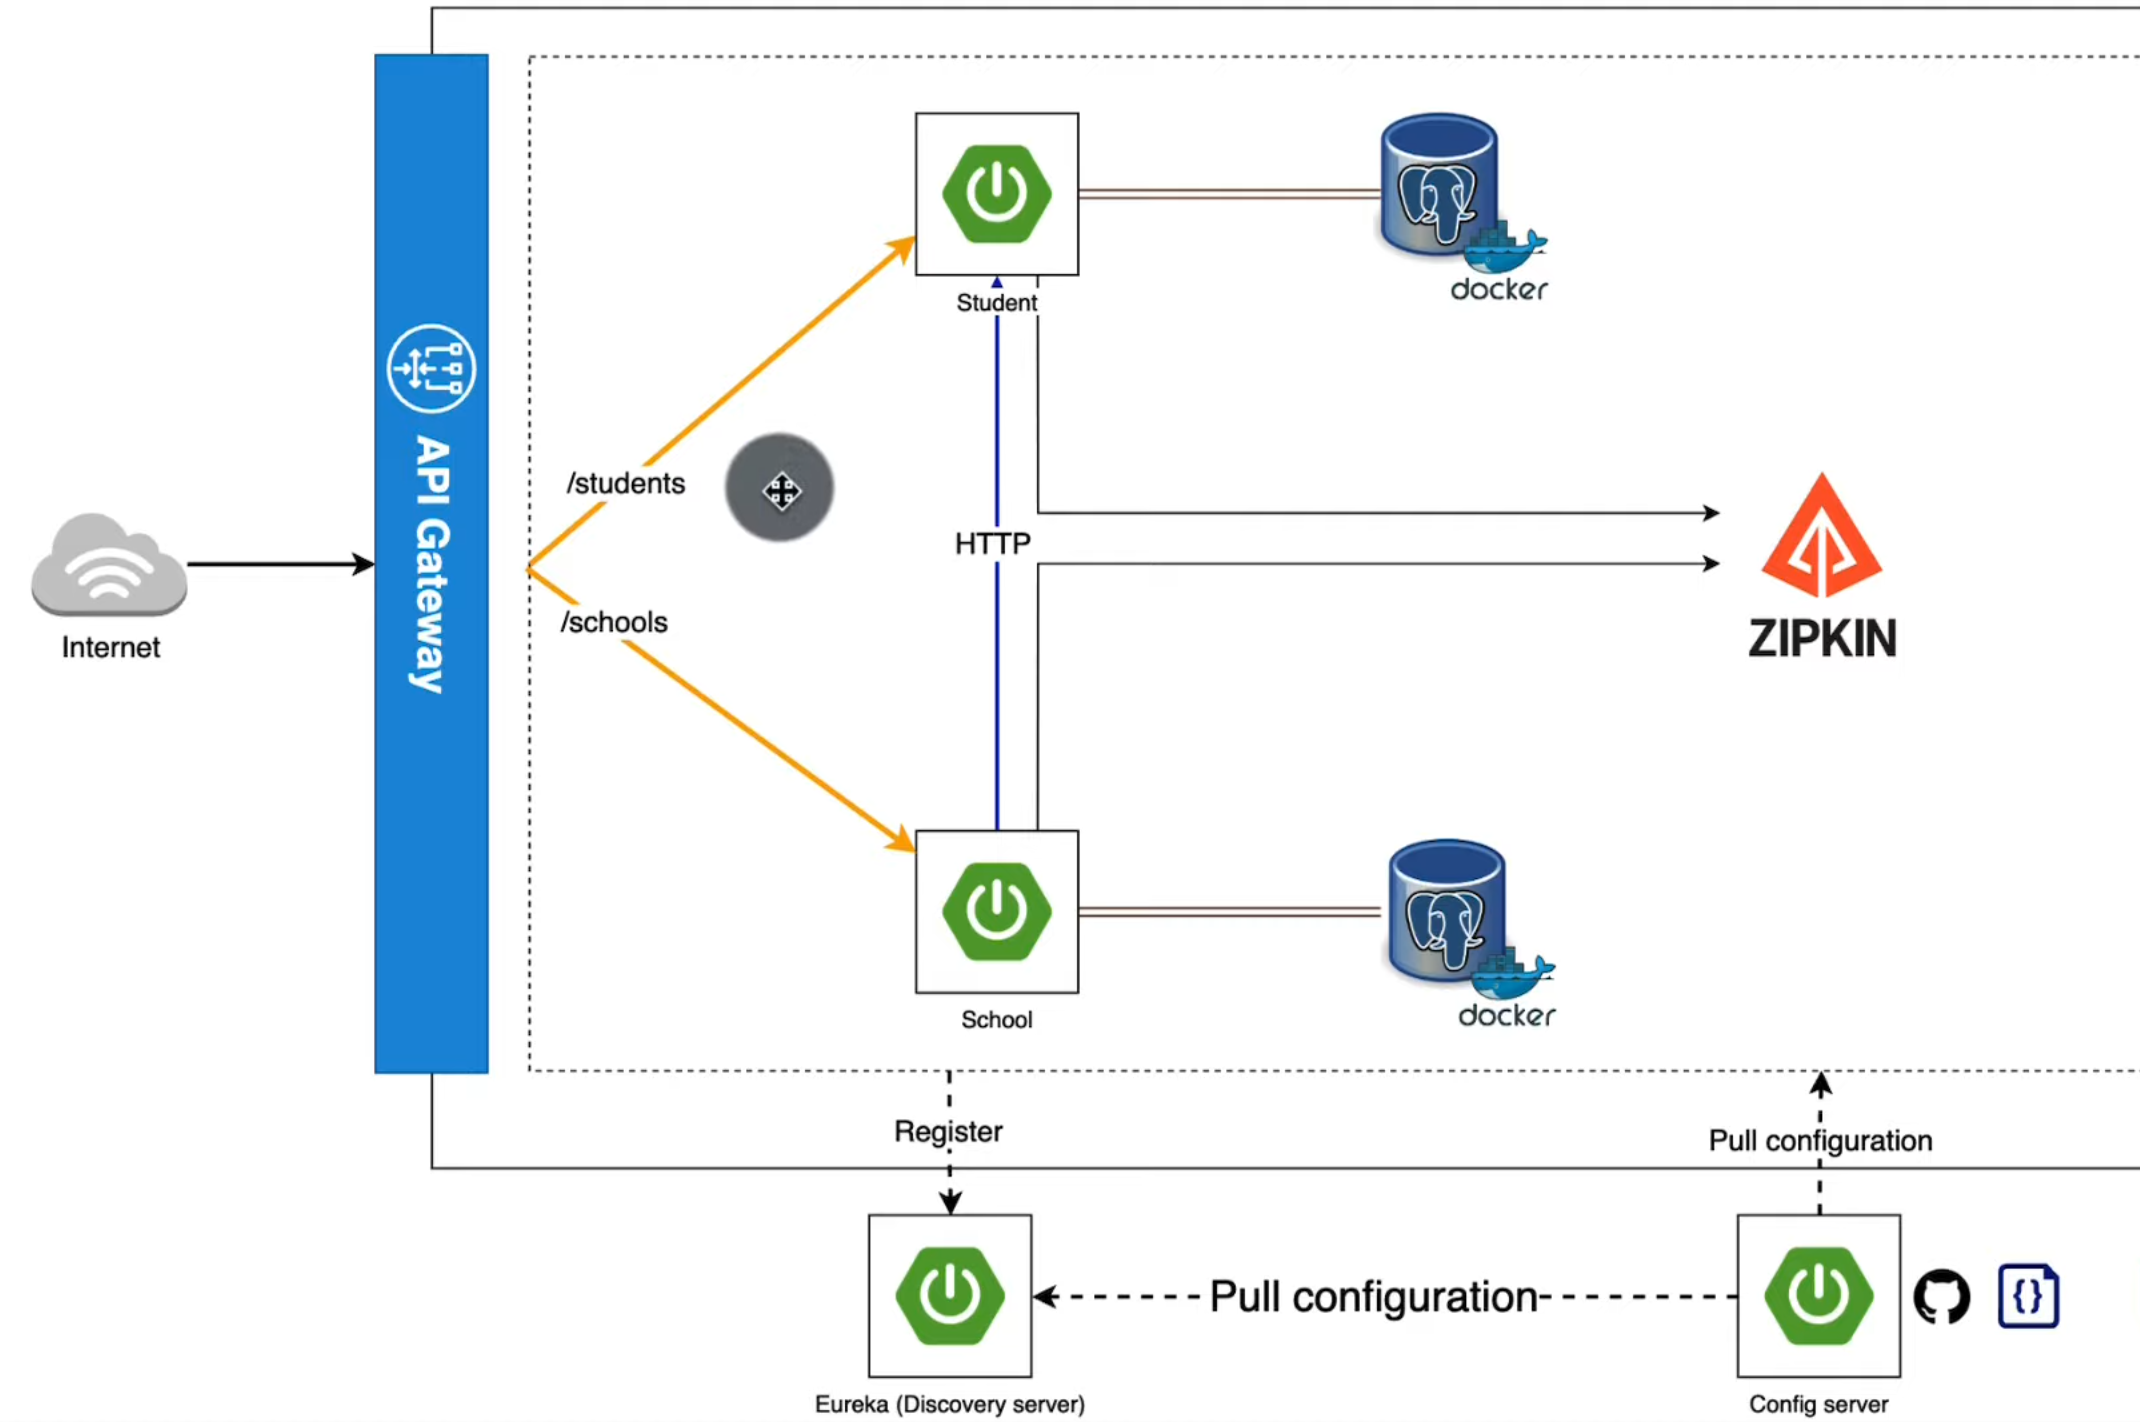 Internet
API Gateway
/students
/schools
Student
docker
HTTP
ZIPKIN
School
docker
Register
Pull configuration
Pull configuration
{}
Eureka (Discovery server)
Config server